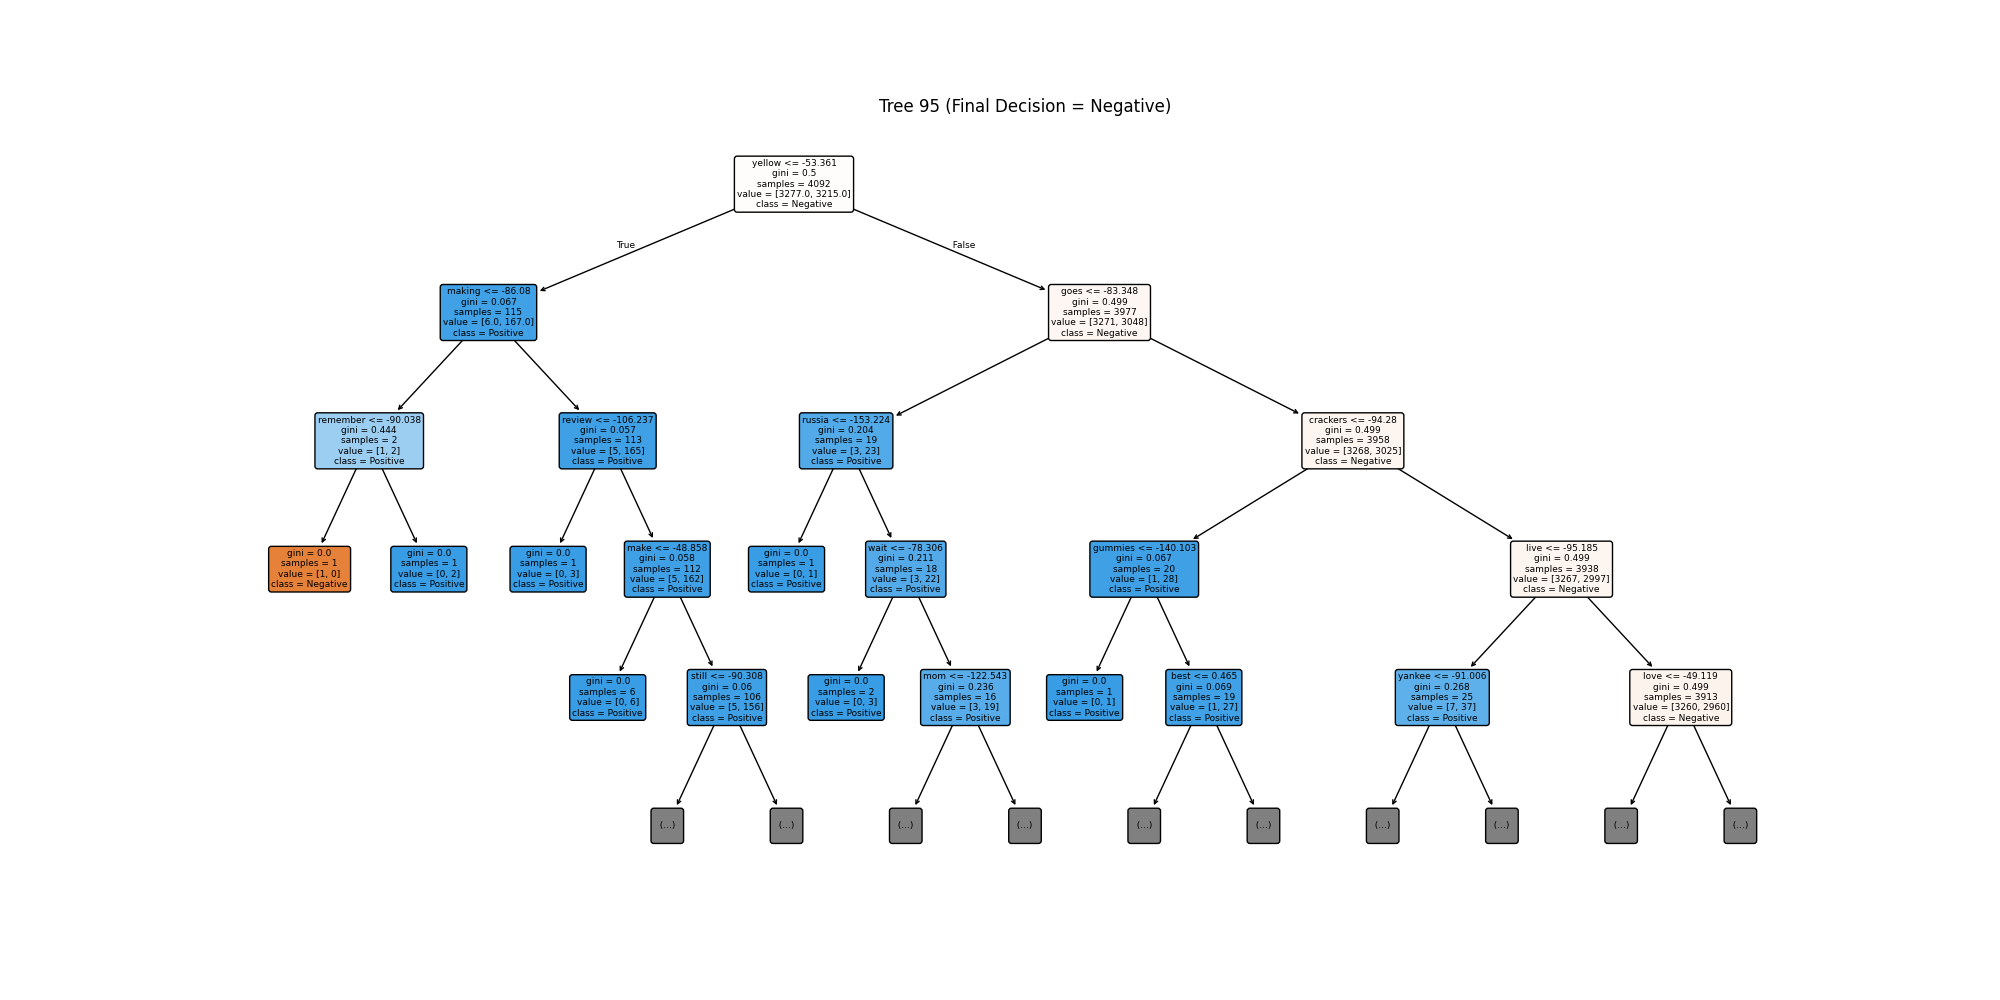 Tree 95 (Final Decision = Negative)
yellow <= -53.361
gini = 0.5
samples = 4092
value = [3277.0, 3215.0]
class = Negative
True
False
making <= -86.08
gini = 0.067
samples = 115
value = [6.0, 167.0]
class = Positive
goes <= -83.348
gini = 0.499
samples = 3977
value = [3271, 3048]
class = Negative
remember <= -90.038
gini = 0.444
samples = 2
value = [1, 2]
class = Positive
review <= -106.237
gini = 0.057
samples = 113
value = [5, 165]
class = Positive
russia <= -153.224
gini = 0.204
samples = 19
value = [3, 23]
class = Positive
crackers <= -94.28
gini = 0.499
samples = 3958
value = [3268, 3025]
class = Negative
gini = 0.0
samples = 1
value = [1, 0]
class = Negative
gini = 0.0
samples = 1
value = [0, 2]
class = Positive
gini = 0.0
samples = 1
value = [0, 3]
class = Positive
make <= -48.858
gini = 0.058
samples = 112
value = [5, 162]
class = Positive
gini = 0.0
samples = 1
value = [0, 1]
class = Positive
wait <= -78.306
gini = 0.211
samples = 18
value = [3, 22]
class = Positive
gummies <= -140.103
gini = 0.067
samples = 20
value = [1, 28]
class = Positive
live <= -95.185
gini = 0.499
samples = 3938
value = [3267, 2997]
class = Negative
gini = 0.0
samples = 6
value = [0, 6]
class = Positive
still <= -90.308
gini = 0.06
samples = 106
value = [5, 156]
class = Positive
gini = 0.0
samples = 2
value = [0, 3]
class = Positive
mom <= -122.543
gini = 0.236
samples = 16
value = [3, 19]
class = Positive
gini = 0.0
samples = 1
value = [0, 1]
class = Positive
best <= 0.465
gini = 0.069
samples = 19
value = [1, 27]
class = Positive
yankee <= -91.006
gini = 0.268
samples = 25
value = [7, 37]
class = Positive
love <= -49.119
gini = 0.499
samples = 3913
value = [3260, 2960]
class = Negative
(...)
(...)
(...)
(...)
(...)
(...)
(...)
(...)
(...)
(...)